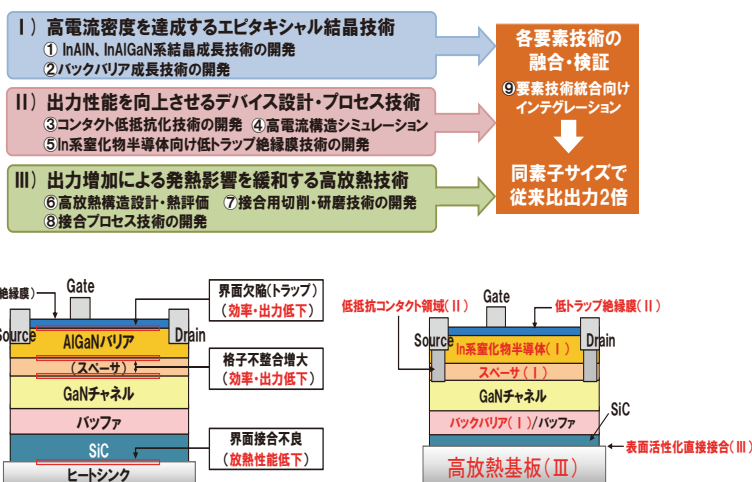 Ⅰ）高電流密度を達成するエピタキシャル結晶技術
① InAlN、InAlGaN系結晶成長技術の開発
②バックバリア成長技術の開発
Ⅱ）出力性能を向上させるデバイス設計・プロセス技術
③コンタクト低抵抗化技術の開発 ④高電流構造シミュレーション
⑤In系窒化物半導体向け低トラップ絶縁膜技術の開発
Ⅲ）出力増加による発熱影響を緩和する高放熱技術
⑥高放熱構造設計・熱評価 ⑦接合用切削・研磨技術の開発
⑧接合プロセス技術の開発
各要素技術の
融合・検証
⑨要素技術統合向け
インテグレーション
同素子サイズで
従来比出力2倍
絶縁膜）
Gate
Source
Drain
AlGaNバリア
（スペーサ）
GaNチャネル
バッファ
SiC
ヒートシンク
界面欠陥（トラップ）
（効率・出力低下）
格子不整合増大
（効率・出力低下）
界面接合不良
（放熱性能低下）
低抵抗コンタクト領域（Ⅱ）
Gate
低トラップ絶縁膜（Ⅱ）
Source
Drain
In系窒化物半導体（Ⅰ）
スペーサ（Ⅰ）
GaNチャネル
バックバリア（Ⅰ）/バッファ
SiC
表面活性化直接接合（Ⅲ）
高放熱基板（Ⅲ）